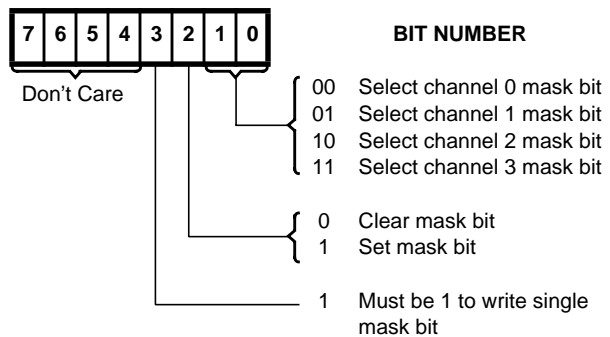 7 6 5 4 3 2 1 0 BIT NUMBER
Don't Care
00 Select channel 0 mask bit
01 Select channel 1 mask bit
10 Select channel 2 mask bit
11 Select channel 3 mask bit
0 Clear mask bit
1 Set mask bit
1 Must be 1 to write single
mask bit